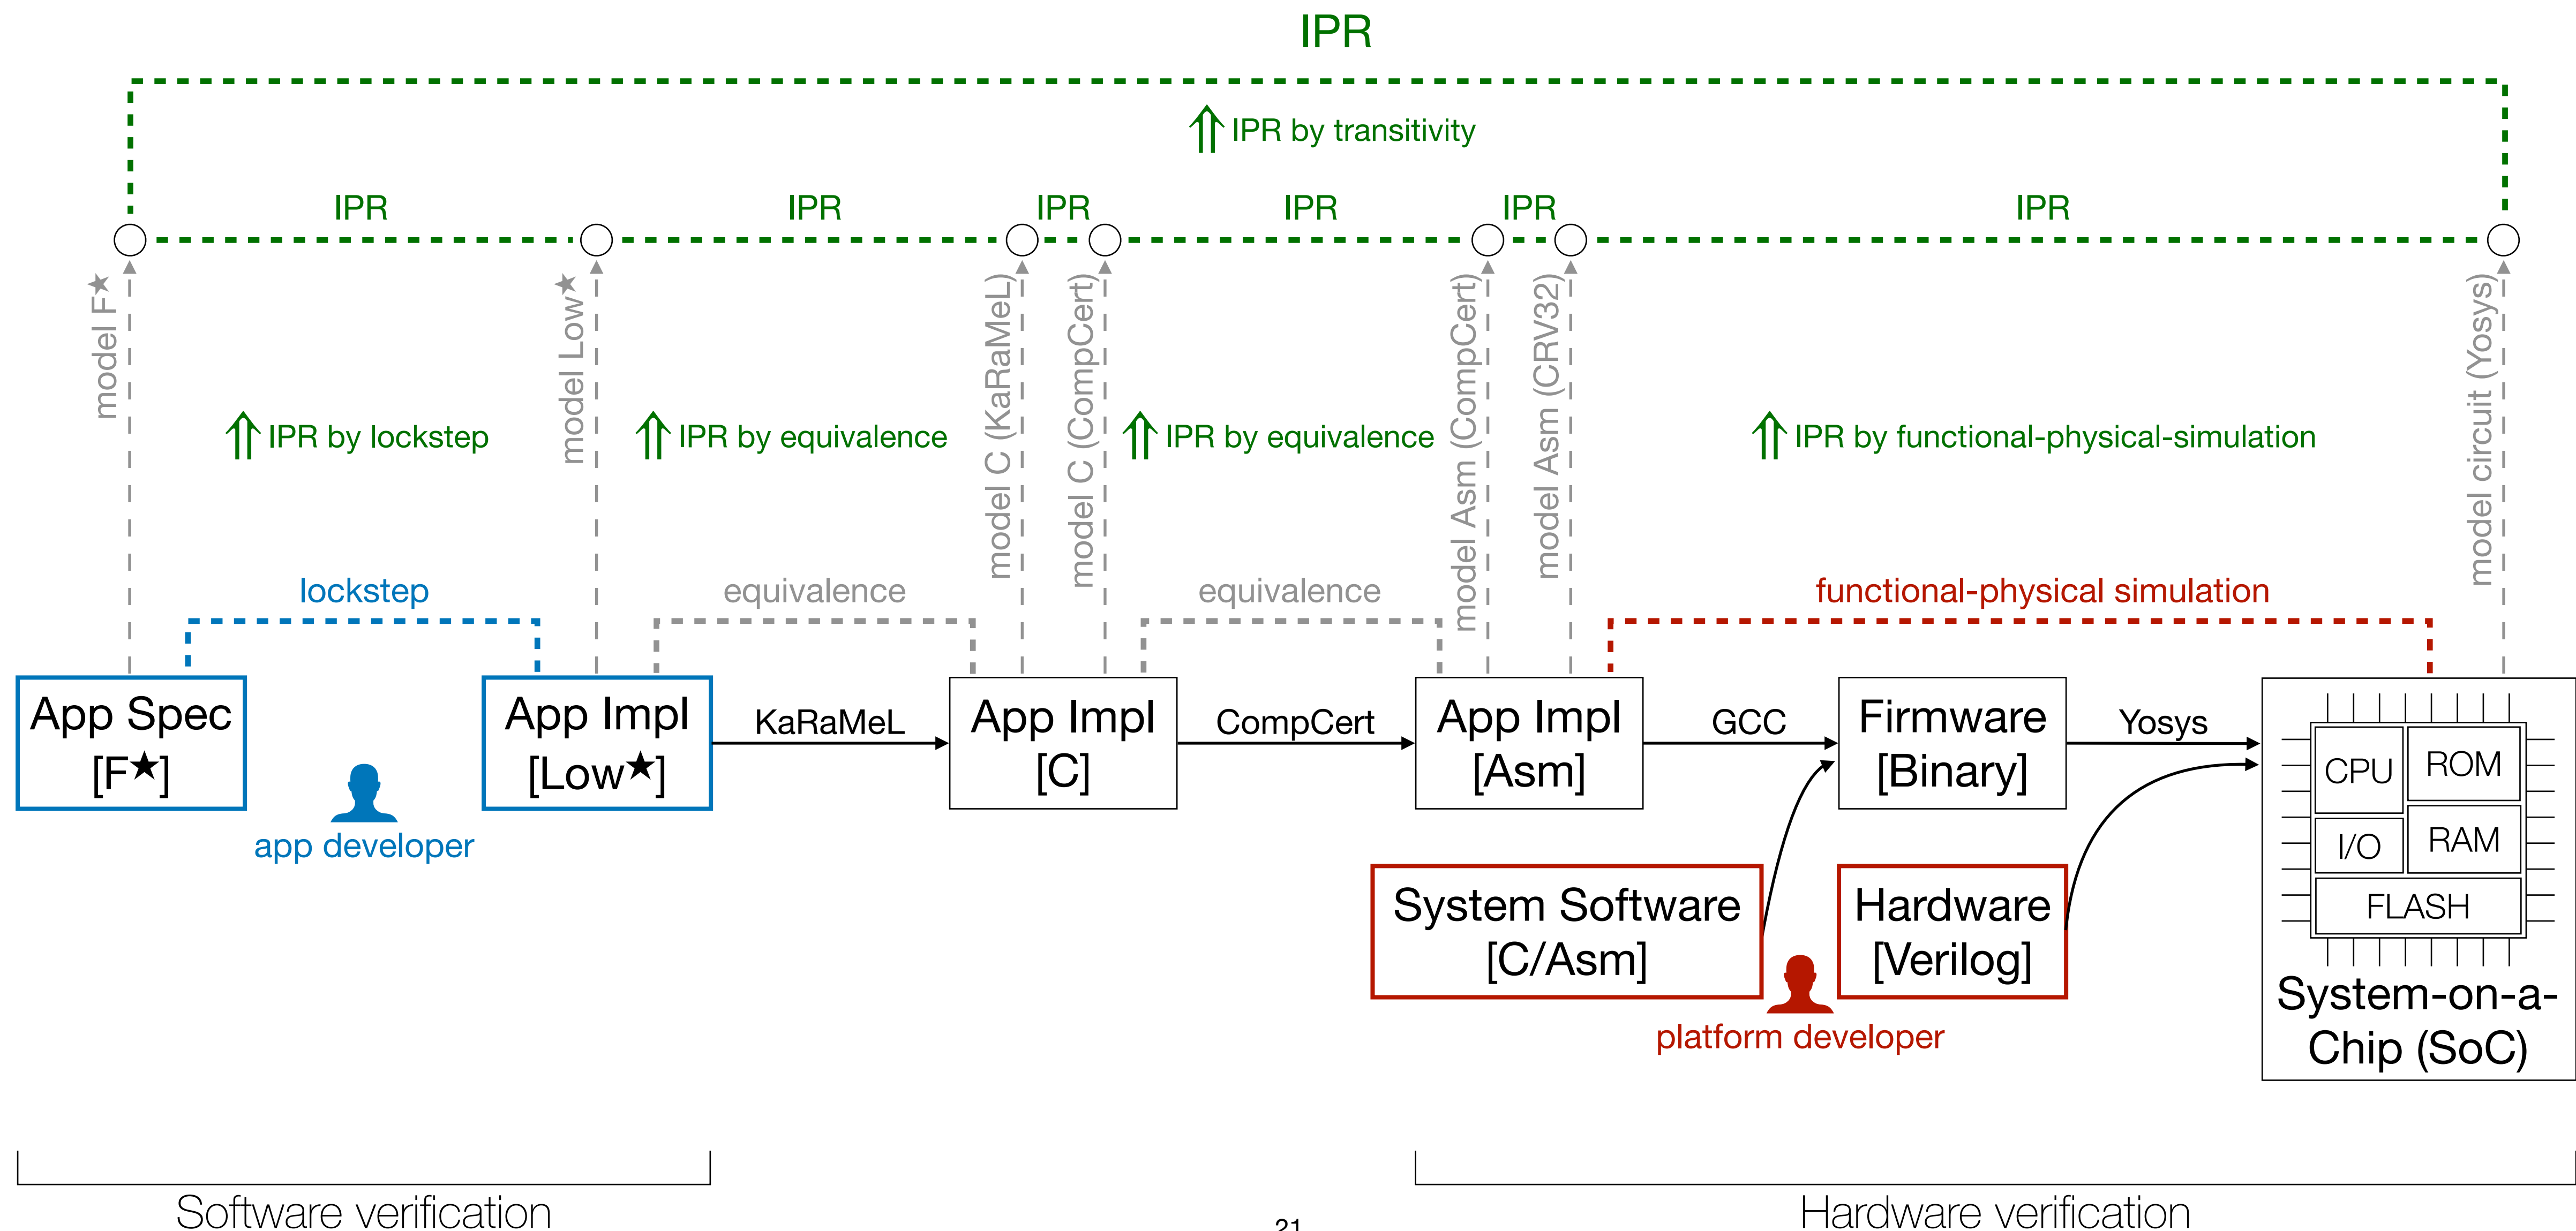 IPR
⇑ IPR by transitivity
IPR
IPR
IPR
IPR
IPR
IPR
model F★
model Low★
model C (KaRaMeL)
model C (CompCert)
model Asm (CompCert)
model Asm (CRV32)
model circuit (Yosys)
⇑ IPR by lockstep
⇑ IPR by equivalence
⇑ IPR by equivalence
⇑ IPR by functional-physical-simulation
lockstep
equivalence
equivalence
functional-physical simulation
App Spec
[F★]
App Impl
[Low★]
KaRaMeL
App Impl
[C]
CompCert
App Impl
[Asm]
GCC
Firmware
[Binary]
Yosys
CPU
ROM
I/O
RAM
FLASH
System-on-a-
Chip (SoC)
app developer
System Software
[C/Asm]
Hardware
[Verilog]
platform developer
Software verification
21
Hardware verification